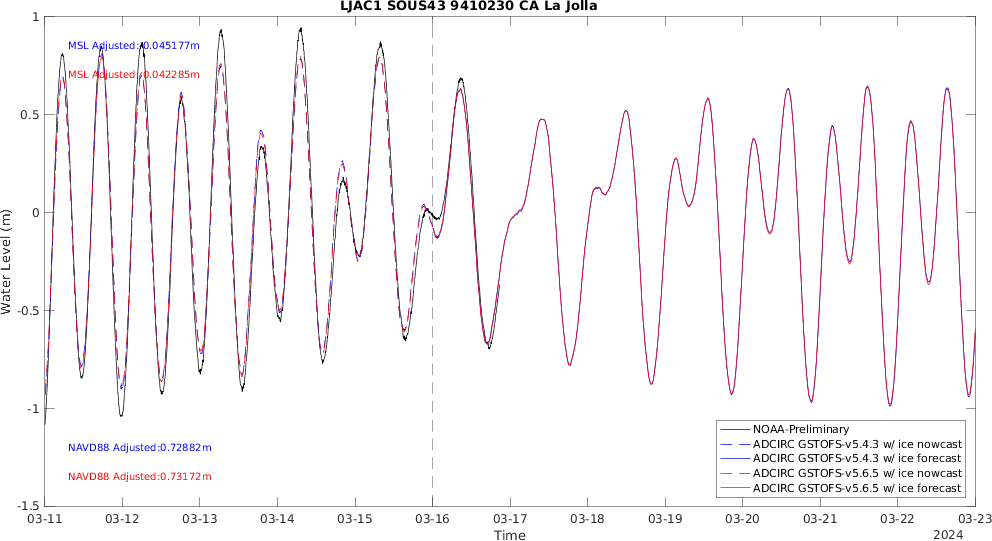 LJAC1 SOUS43 9410230 CA La Jolla
MSL Adjusted:-0.045177m
MSL Adjusted:-0.042285m
NAVD88 Adjusted:0.72882m
NAVD88 Adjusted:0.73172m
Water Level (m)
1
0.5
0
-0.5
-1
-1.5
NOAA-Preliminary
ADCIRC GSTOFS-v5.4.3 w/ ice nowcast
ADCIRC GSTOFS-v5.4.3 w/ ice forecast
ADCIRC GSTOFS-v5.6.5 w/ ice nowcast
ADCIRC GSTOFS-v5.6.5 w/ ice forecast
03-11 03-12 03-13 03-14 03-15 03-16 03-17 03-18 03-19 03-20 03-21 03-22 03-23
Time
2024